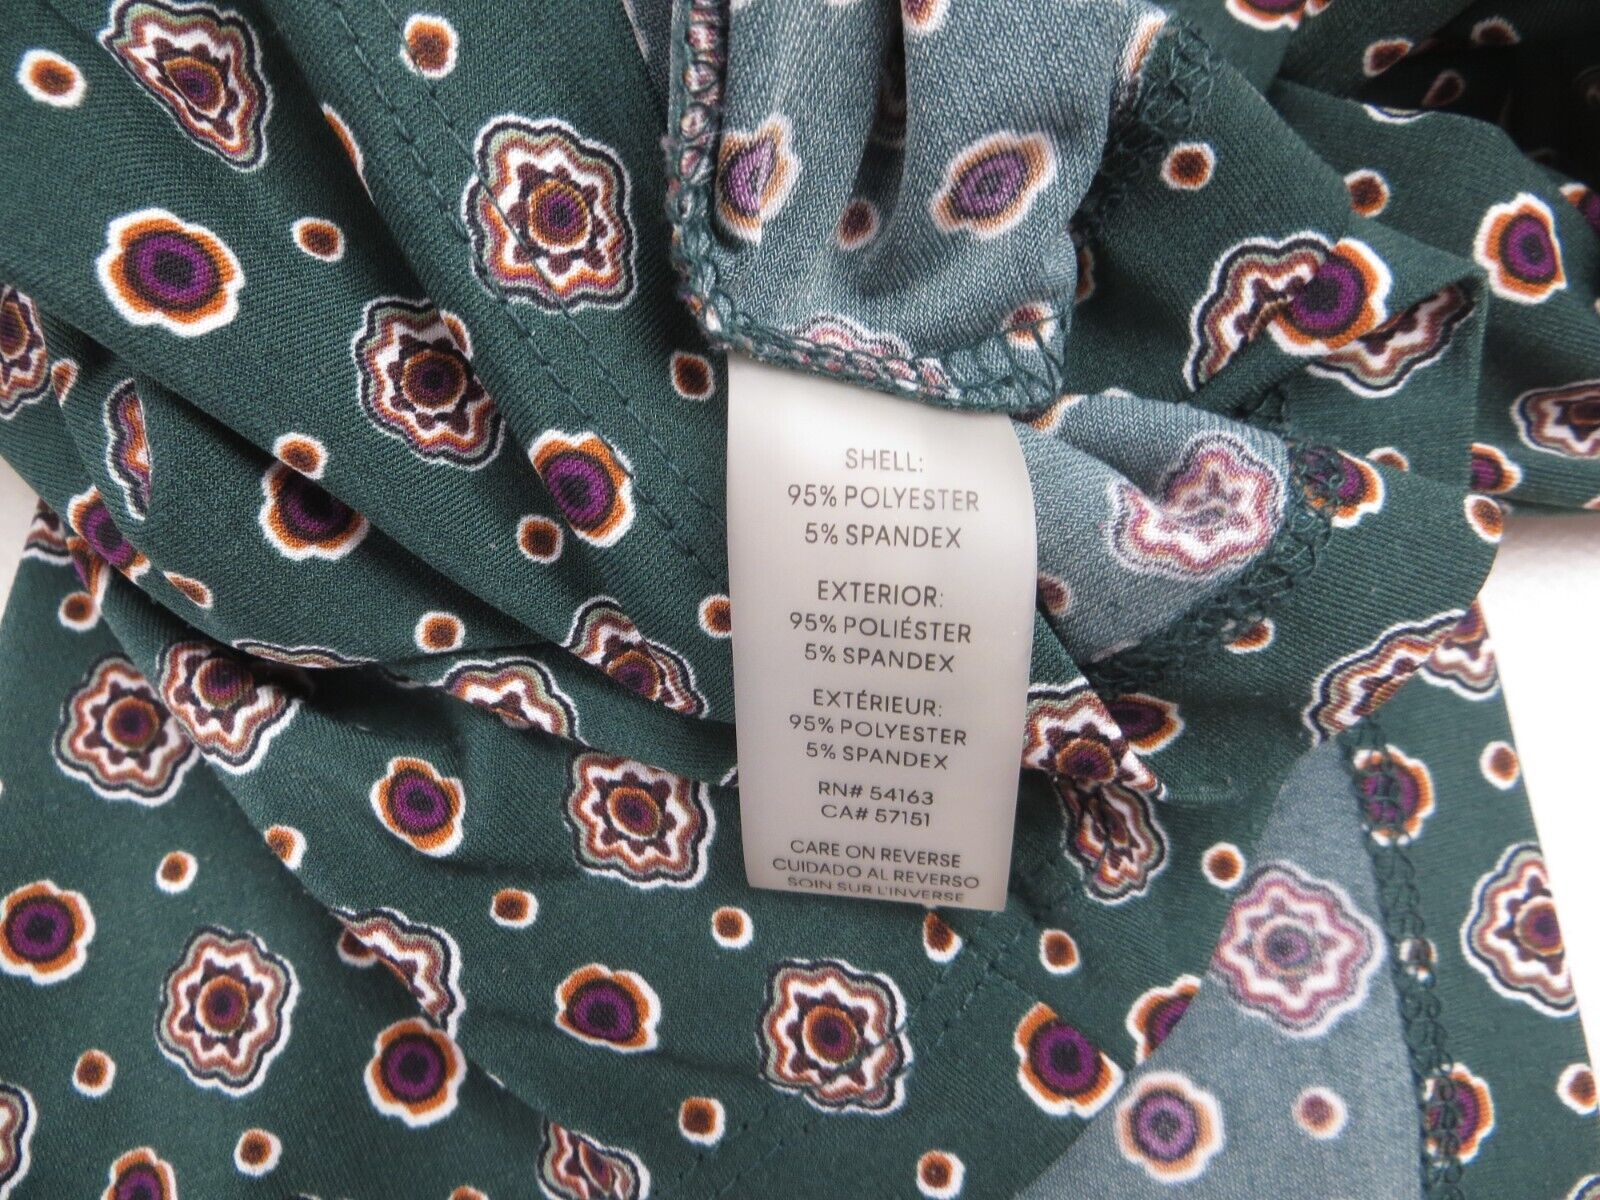 SHELL:
95% POLYESTER
5% SPANDEX
EXTERIOR:
95% POLIÉSTER
5% SPANDEX
EXTÉRIEUR:
95% POLYESTER
5% SPANDEX
RN# 54163
CA# 57151
CARE ON REVERSE
CUIDADO AL REVERSO
SOIN SUR L'INVERSE